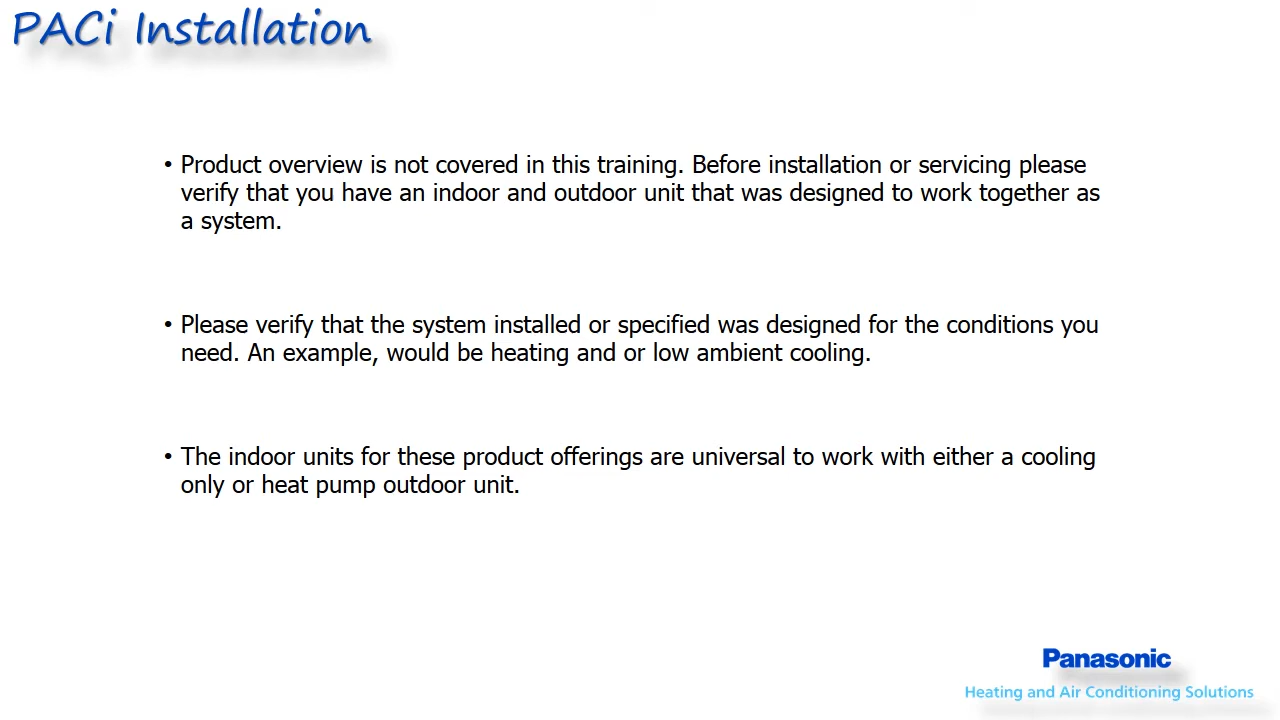 PACi Installation
• Product overview is not covered in this training. Before installation or servicing please
verify that you have an indoor and outdoor unit that was designed to work together as
a system.
• Please verify that the system installed or specified was designed for the conditions you
need. An example, would be heating and or low ambient cooling.
• The indoor units for these product offerings are universal to work with either a cooling
only or heat pump outdoor unit.
Panasonic
Heating and Air Conditioning Solutions